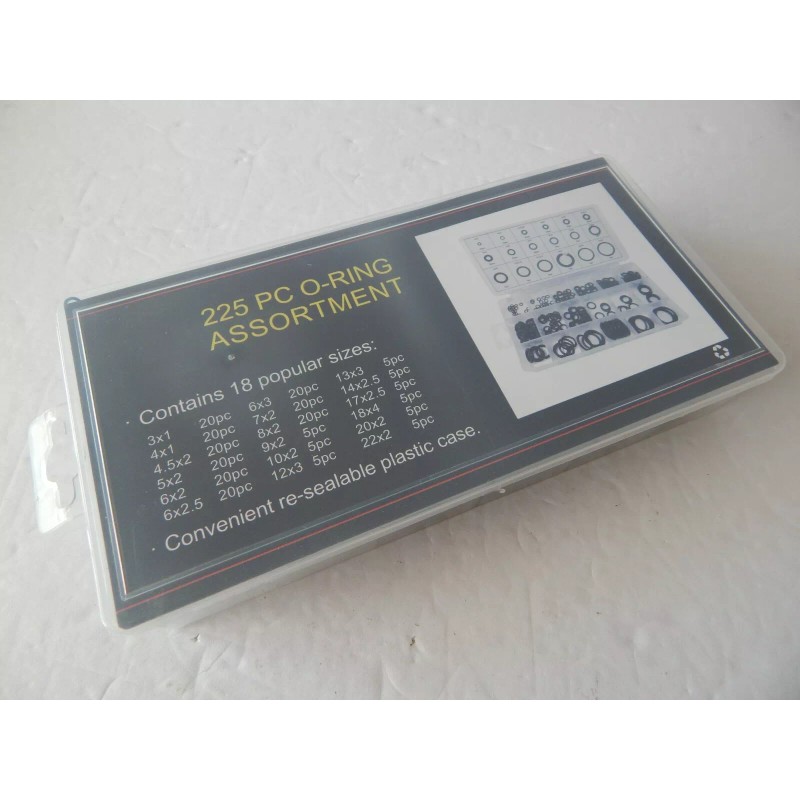 225 PC O-RING
ASSORTMENT
· Contains 18 popular sizes:
3x1 20pc 6x3 20pc 13x3 5pc
4x1 20pc 7x2 20pc 14x2.5 5pc
4.5x2 20pc 8x2 20pc 17x2.5 5pc
5x2 20pc 9x2 5pc 18x4 5pc
6x2 20pc 10x2 5pc 20x2 5pc
6x2.5 20pc 12x3 5pc 22x2 5pc
· Convenient re-sealable plastic case.